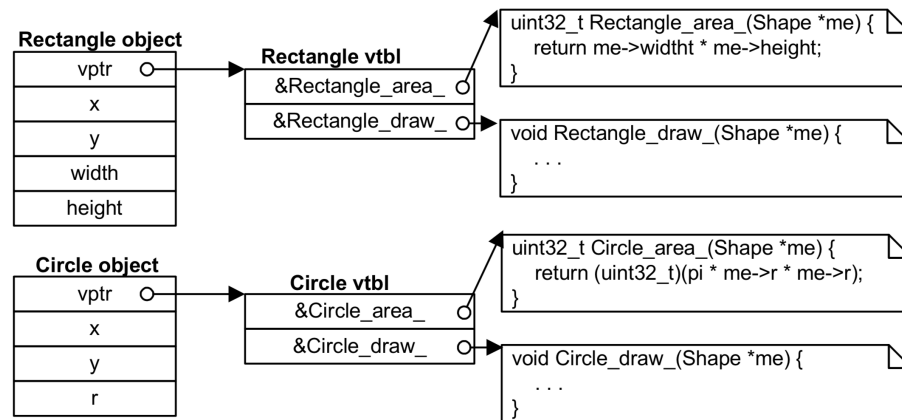 Rectangle object
vptr
x
y
width
height
Rectangle vtbl
&Rectangle_area_
&Rectangle_draw_
uint32_t Rectangle_area_(Shape *me) {
return me->widtht * me->height;
}
void Rectangle_draw_(Shape *me) {
. . .
}
Circle object
vptr
x
y
r
Circle vtbl
&Circle_area_
&Circle_draw_
uint32_t Circle_area_(Shape *me) {
return (uint32_t)(pi * me->r * me->r);
}
void Circle_draw_(Shape *me) {
. . .
}